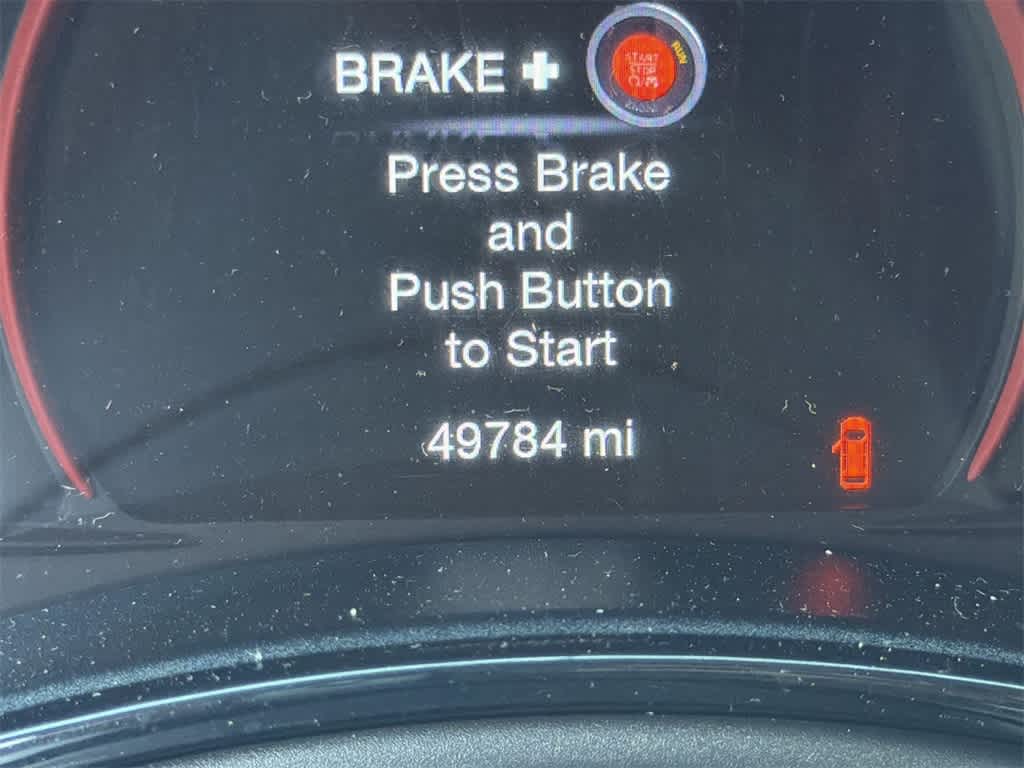 BRAKE +
START
STOP
RUN
Press Brake
and
Push Button
to Start
49784 mi